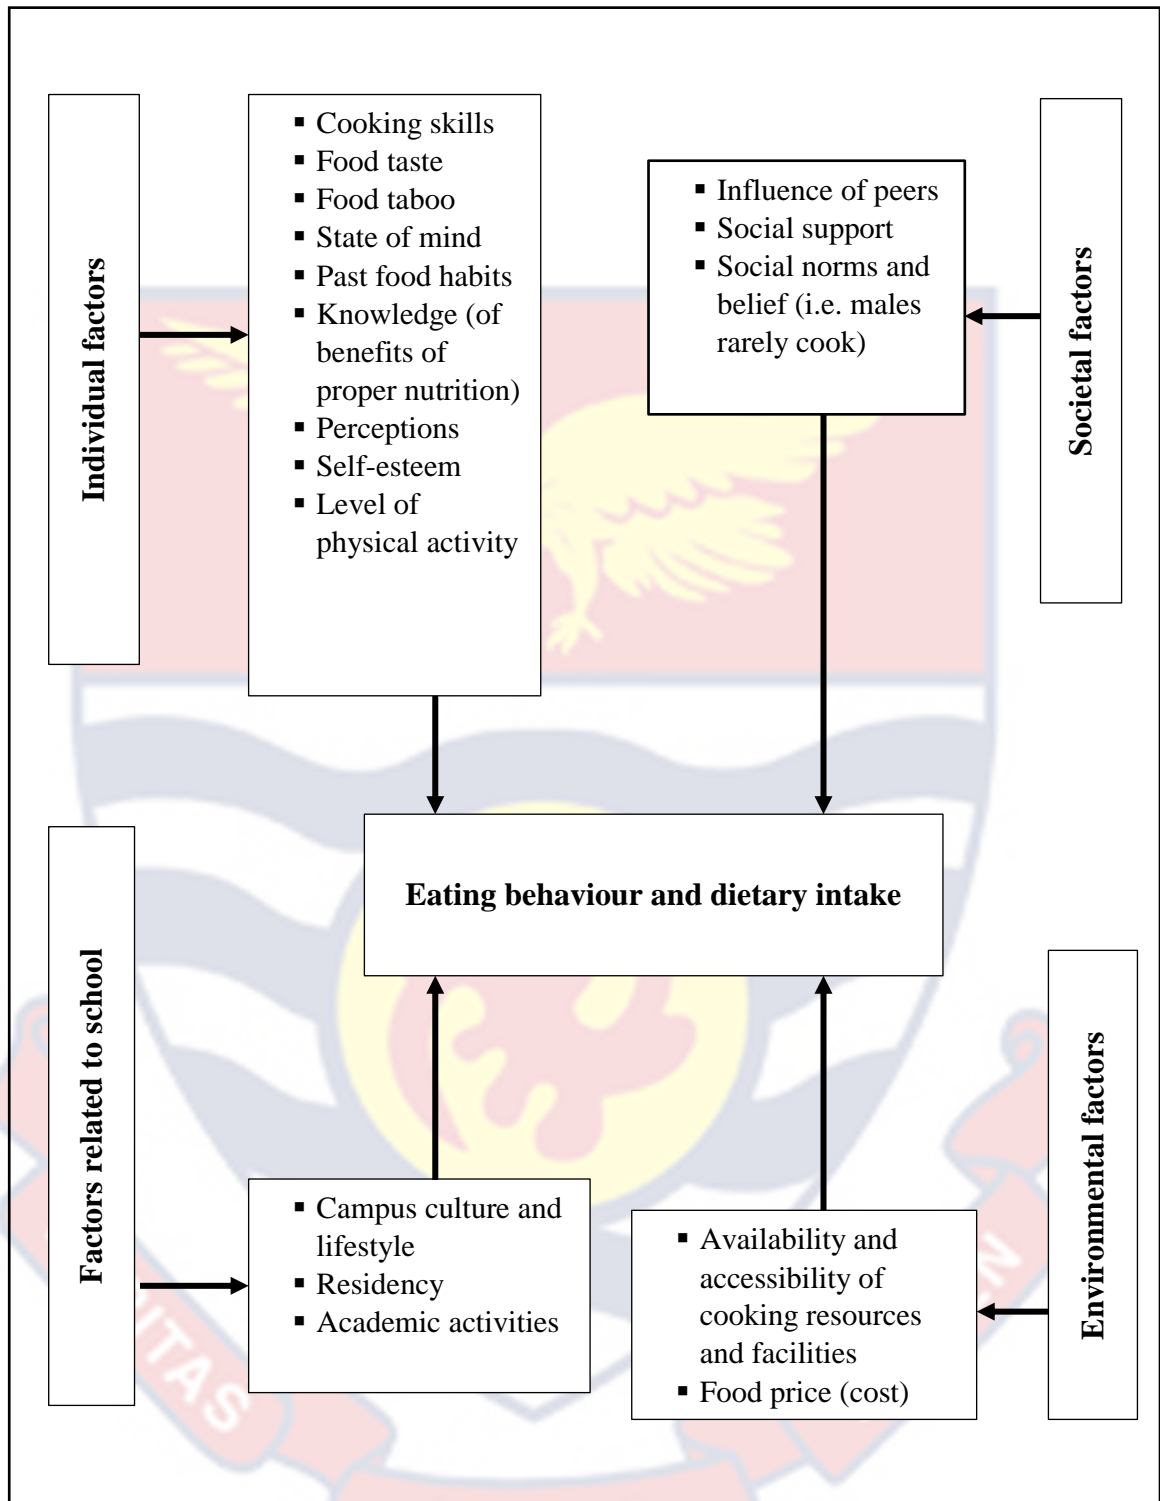 Individual factors
▪ Cooking skills
▪ Food taste
▪ Food taboo
▪ State of mind
▪ Past food habits
▪ Knowledge (of
benefits of
proper nutrition)
▪ Perceptions
▪ Self-esteem
▪ Level of
physical activity
▪ Influence of peers
▪ Social support
▪ Social norms and
belief (i.e. males
rarely cook)
Societal factors
Eating behaviour and dietary intake
Factors related to school
▪ Campus culture and
lifestyle
▪ Residency
▪ Academic activities
▪ Availability and
accessibility of
cooking resources
and facilities
▪ Food price (cost)
Environmental factors